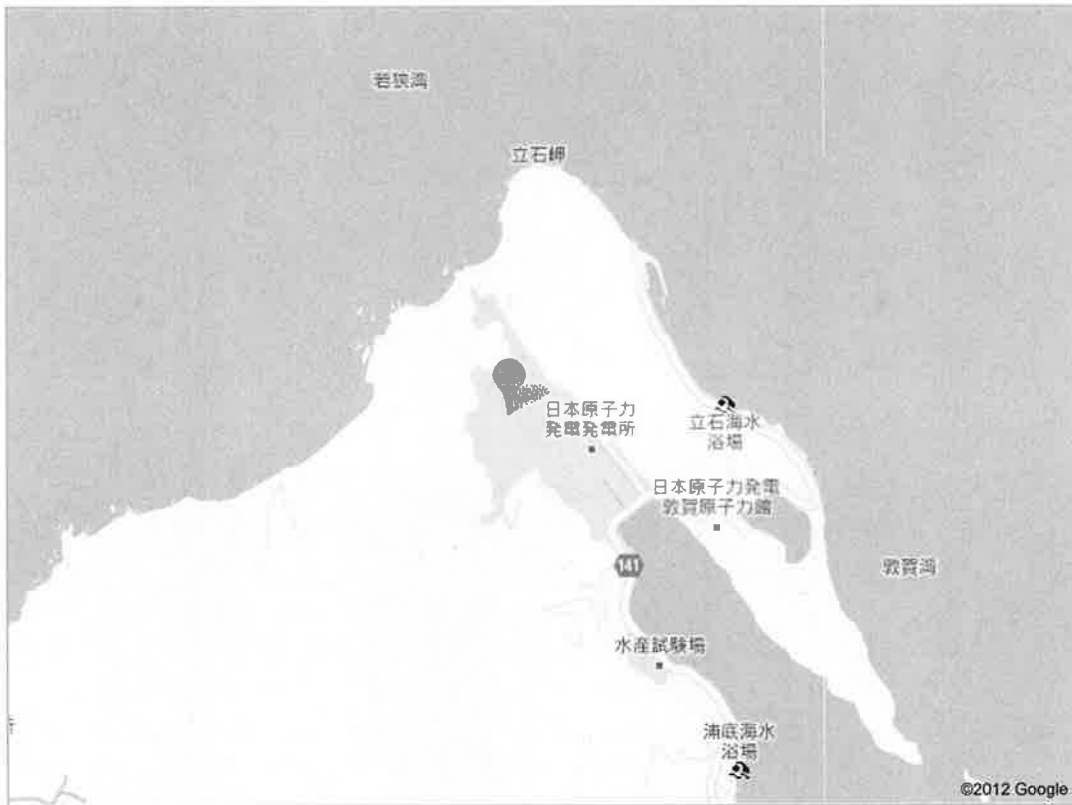 若狭湾
立石岬
日本原子力
発電発電所
立石海水
浴場
日本原子力発電
敦賀原子力館
141
敦賀湾
水産試験場
浦底海水
浴場
©2012 Google